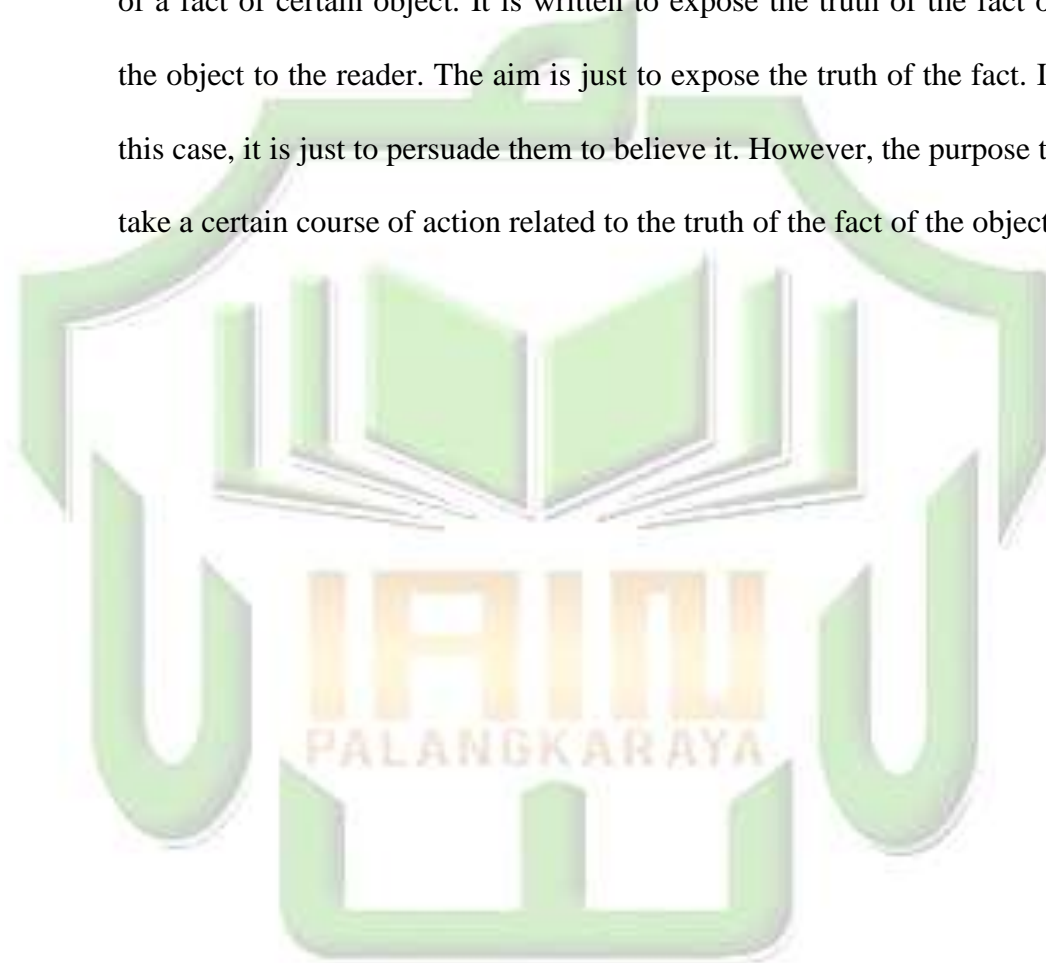 of a fact of certain object. It is written to expose the truth of the fact
the object to the reader. The aim is just to expose the truth of the fact.
this case, it is just to persuade them to believe it. However, the purpose
take a certain course of action related to the truth of the fact of the object
IAIN
PALANGKARAYA